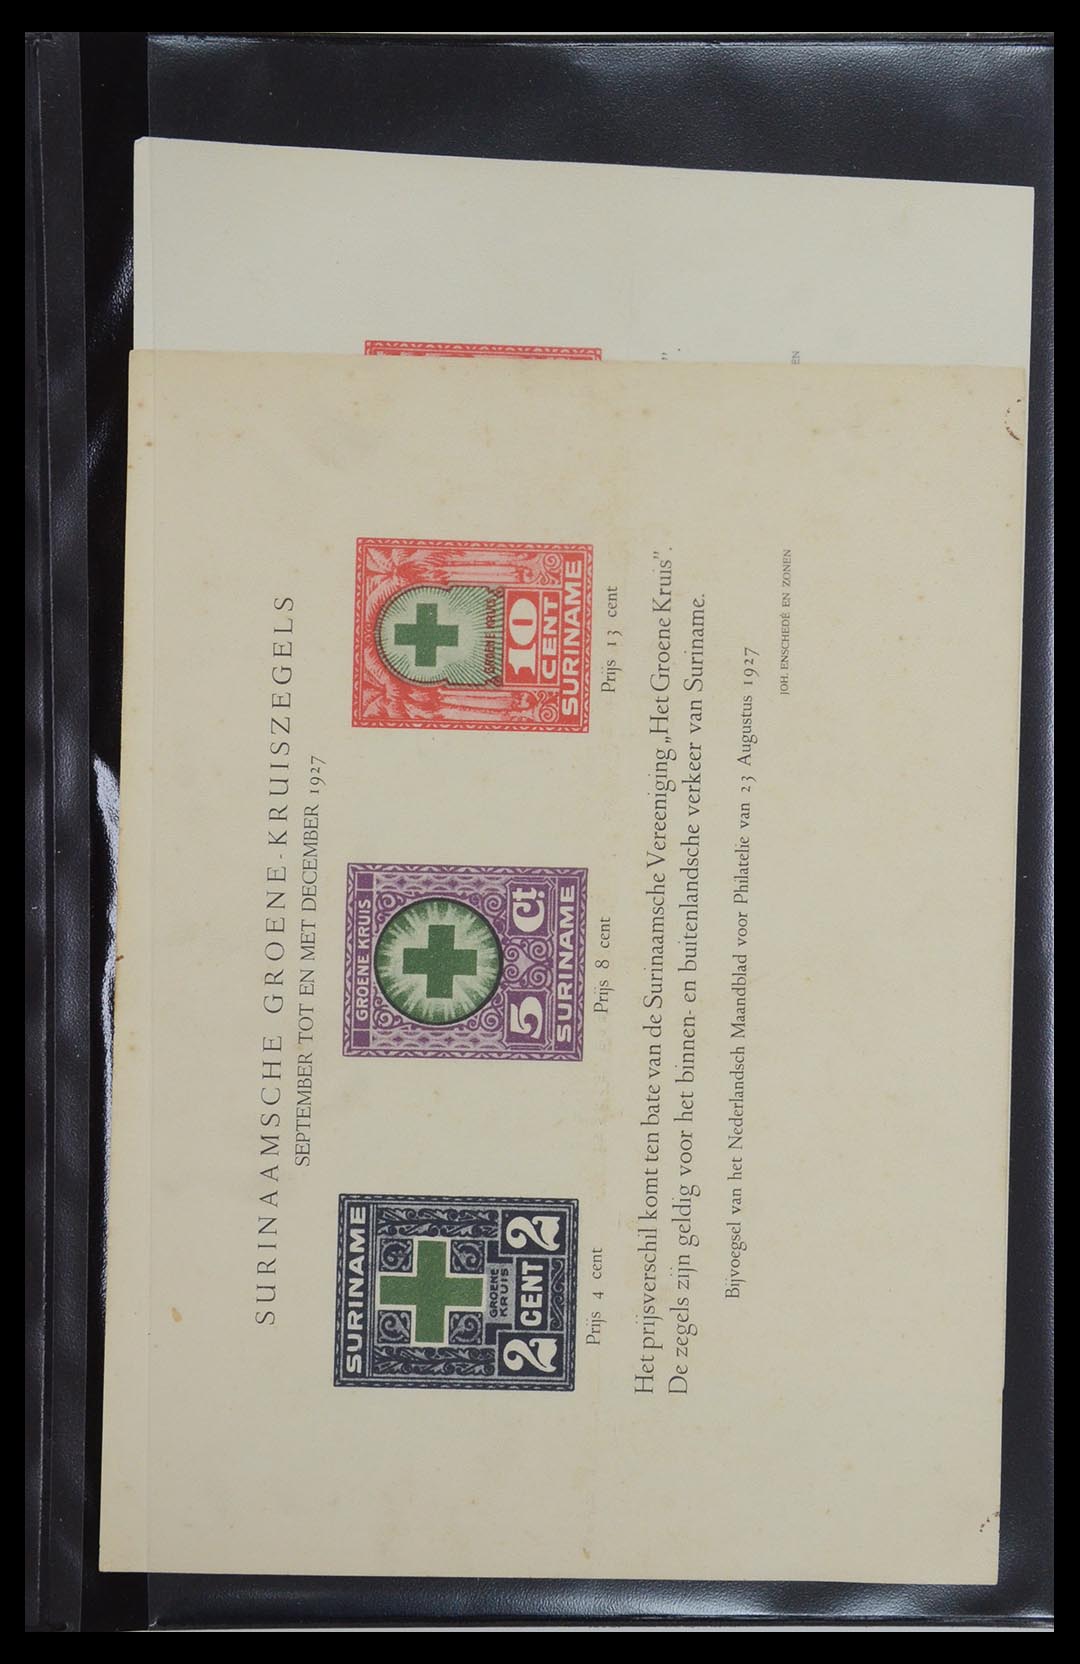 SURINAAMSCHE GROENE-KRUISZEGELS
SEPTEMBER TOT EN MET DECEMBER 1927
SURINAME
GROENE
KRUIS
2 CENT 2
Prijs 4 cent
GROENE KRUIS
5 Ct
SURINAME
Prijs 8 cent
GROENE KRUIS
10
CENT
SURINAME
Prijs 13 cent
Het prijsverschil komt ten bate van de Surinaamsche Vereeniging „Het Groene Kruis”.
De zegels zijn geldig voor het binnen- en buitenlandsche verkeer van Suriname.
Bijvoegsel van het Nederlandsch Maandblad voor Philatelie van 23 Augustus 1927
JOH. ENSCHEDÉ EN ZONEN
”.
EN